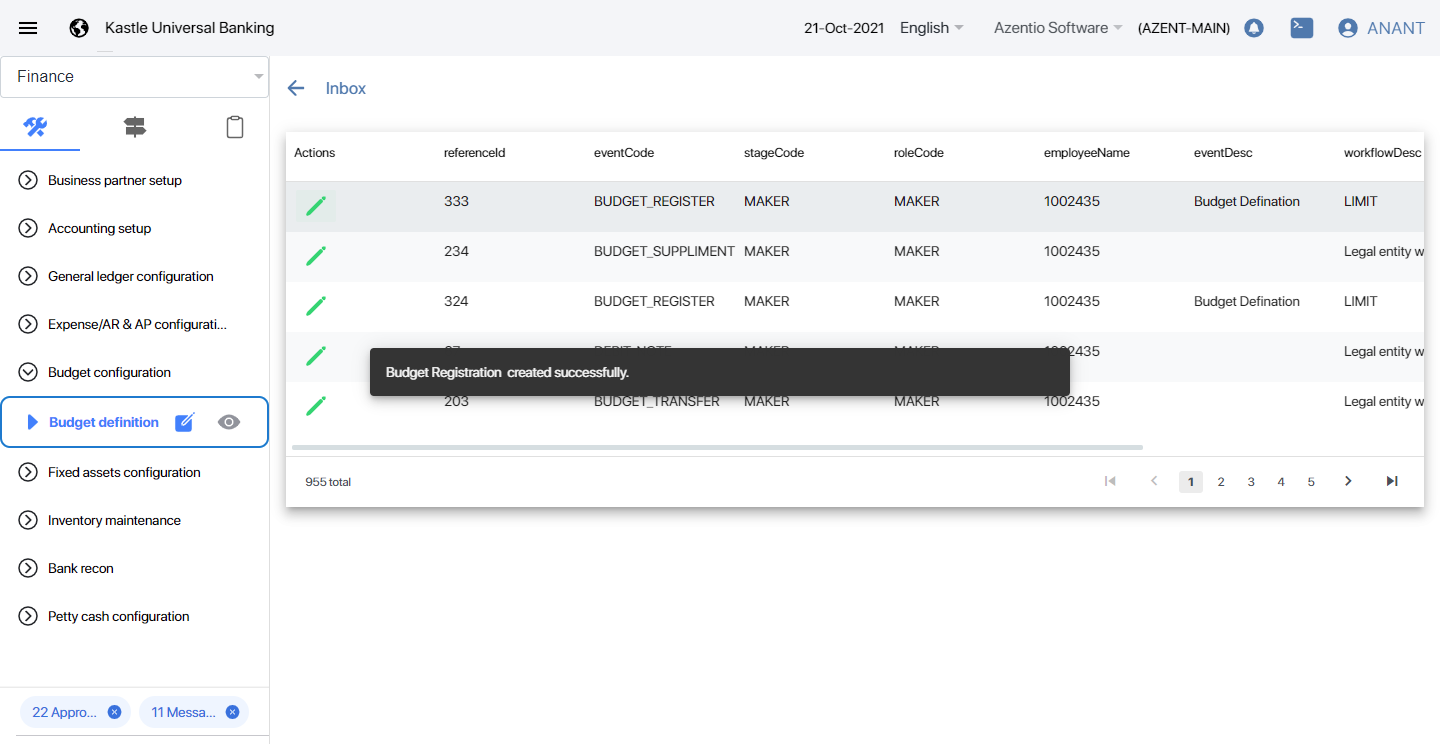 Kastle Universal Banking
21-Oct-2021
English
Azentio Software
(AZENT-MAIN)
ANANT
Finance
Business partner setup
Accounting setup
General ledger configuration
Expense/AR & AP configurati...
Budget configuration
Budget definition
Fixed assets configuration
Inventory maintenance
Bank recon
Petty cash configuration
22 Appro...
11 Messa...
Inbox
Actions referenceId eventCode stageCode roleCode employeeName eventDesc workflowDesc
333 BUDGET_REGISTER MAKER MAKER 1002435 Budget Defination LIMIT
234 BUDGET_SUPPLIMENT MAKER MAKER 1002435 Legal entity w
324 BUDGET_REGISTER MAKER MAKER 1002435 Budget Defination LIMIT
Legal entity w
Budget Registration created successfully.
203 BUDGET_TRANSFER MAKER MAKER 1002435 Legal entity w
955 total
1 2 3 4 5